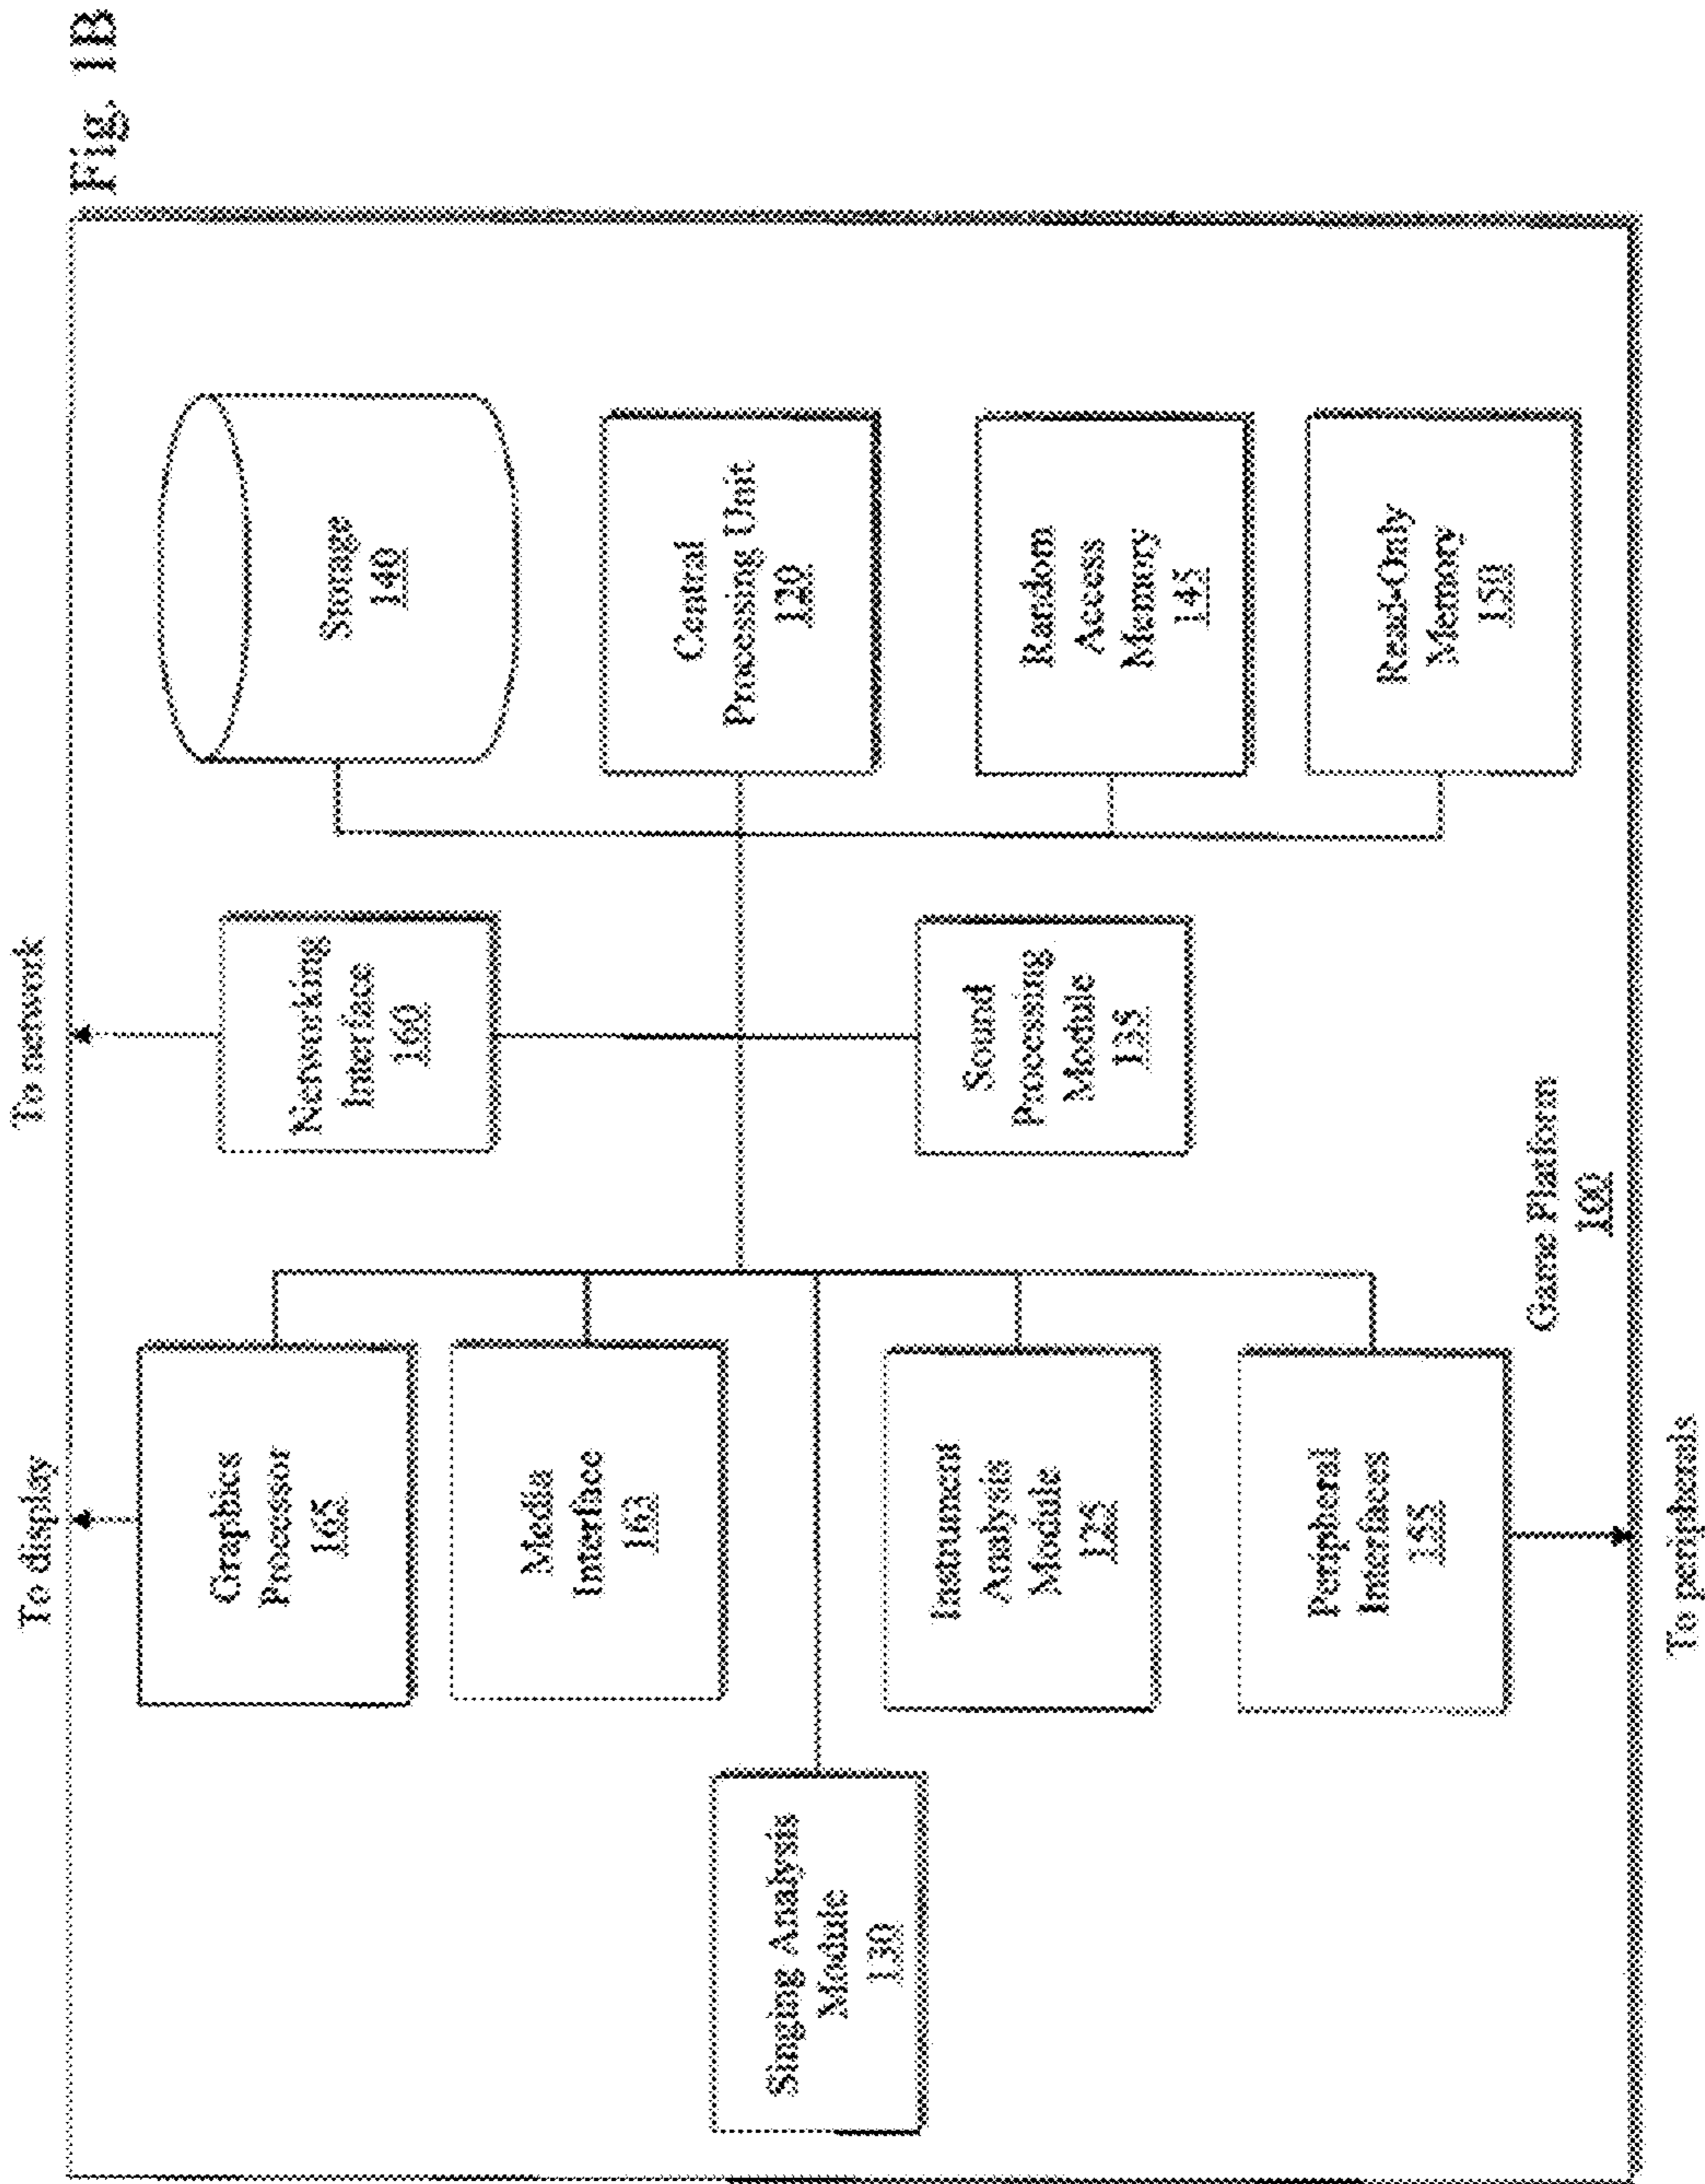 To network
To display
Fig. 1B
Storage
140
Graphics
Processor
165
Networking
Interface
160
Media
Interface
162
Central
Processing Unit
120
Singing Analysis
Module
130
Instrument
Analysis
Module
125
Sound
Processing
Module
135
Random
Access
Memory
145
Peripheral
Interfaces
155
Read-Only
Memory
150
Game Platform
100
To peripherals